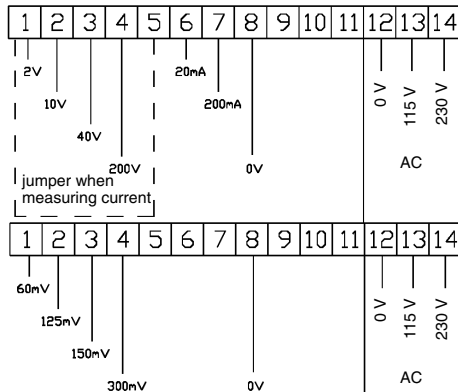 1 2 3 4 5 6 7 8 9 10 11 12 13 14
2V 20mA
10V 200mA
40V
200V 0V
0 V 115 V 230 V
AC
jumper when
measuring current
1 2 3 4 5 6 7 8 9 10 11 12 13 14
60mV
125mV
150mV
300mV 0V
0 V 115 V 230 V
AC